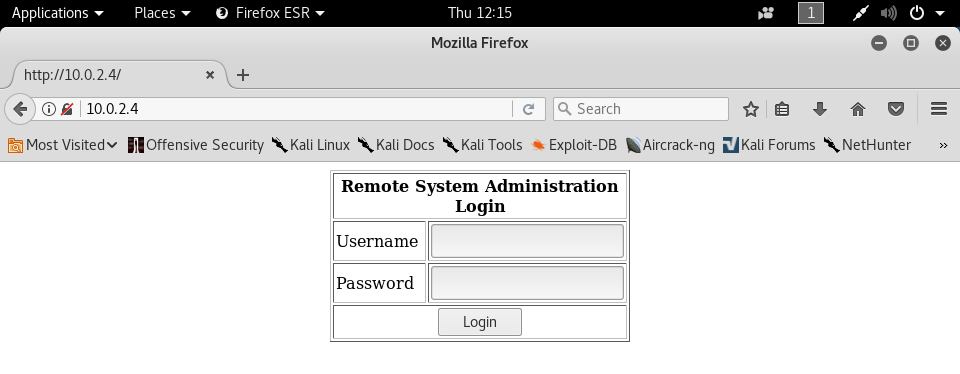 Applications Places Firefox ESR Thu 12:15 1
Mozilla Firefox
http://10.0.2.4/
10.0.2.4 Search
Most Visited Offensive Security Kali Linux Kali Docs Kali Tools Exploit-DB Aircrack-ng Kali Forums NetHunter »
Remote System Administration
Login
Username
Password
Login